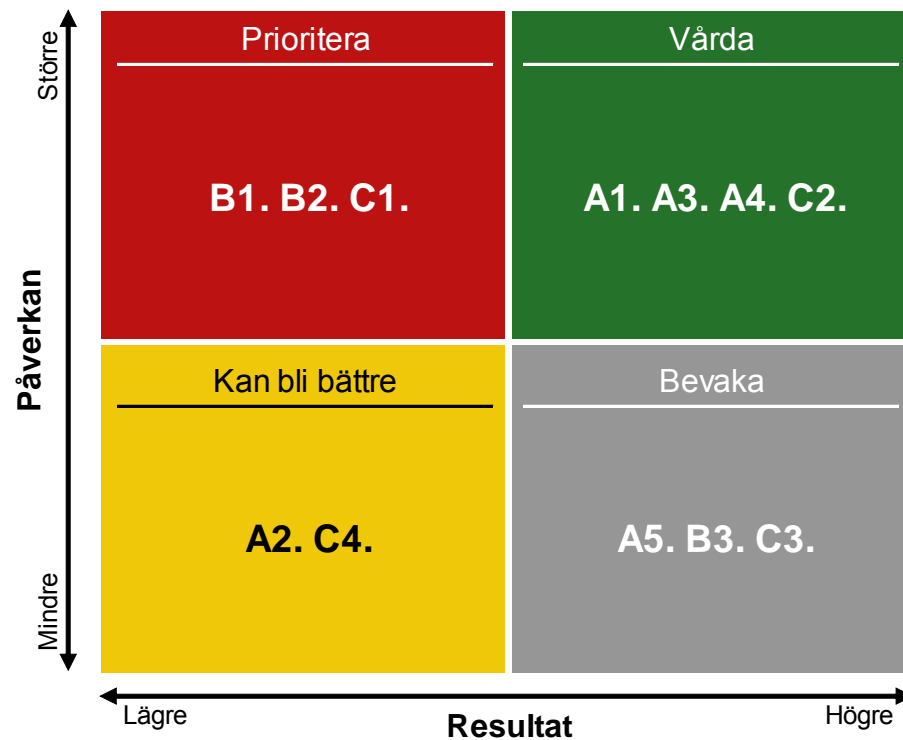 Större
Prioritera
Vårda
B1. B2. C1.
A1. A3. A4. C2.
Påverkan
Kan bli bättre
Bevaka
A2. C4.
A5. B3. C3.
Mindre
Lägre
Resultat
Högre